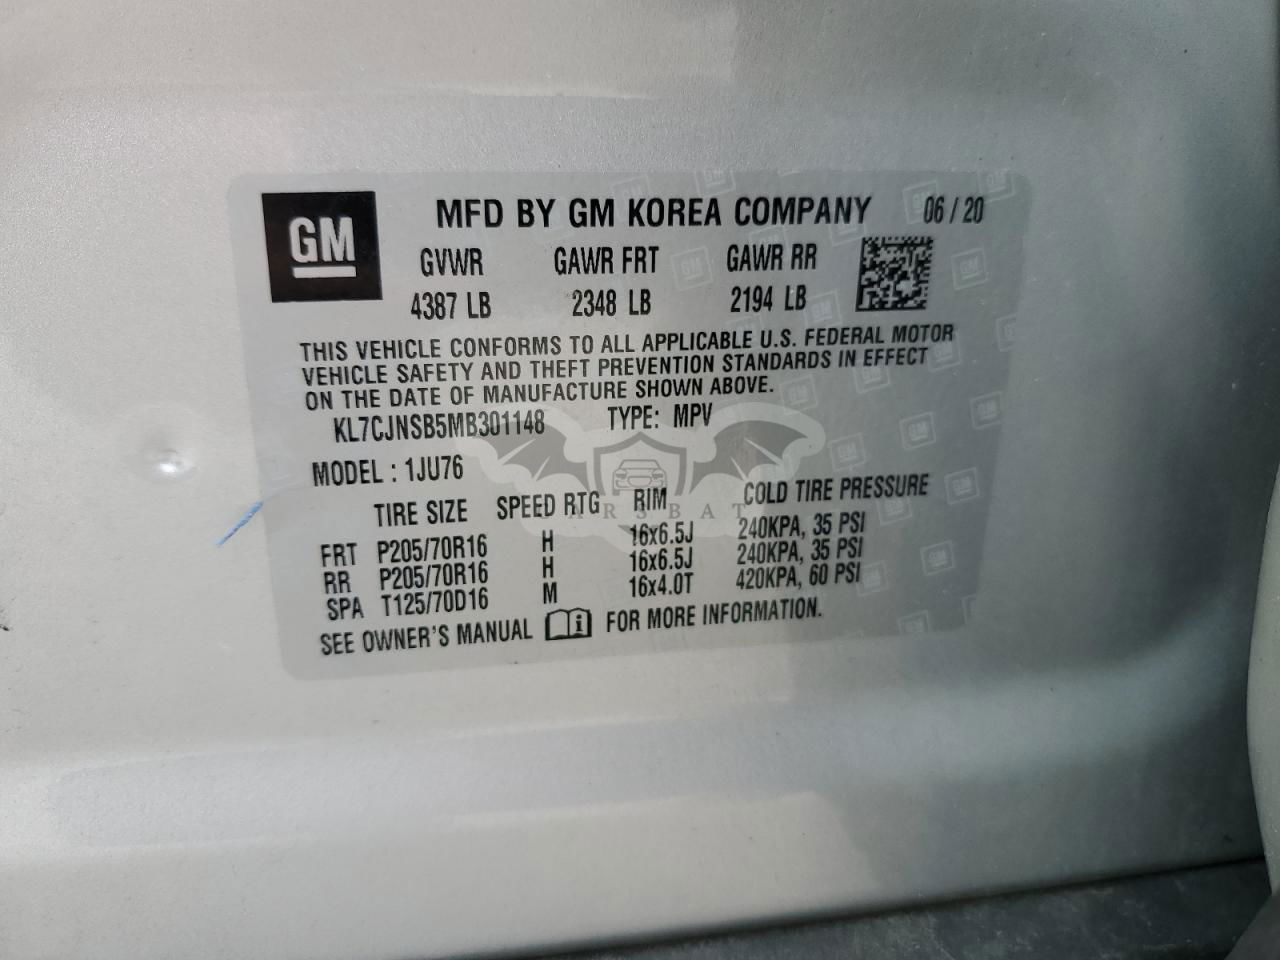 GM
MFD BY GM KOREA COMPANY 06 / 20
GVWR GAWR FRT GAWR RR
4387 LB 2348 LB 2194 LB
THIS VEHICLE CONFORMS TO ALL APPLICABLE U.S. FEDERAL MOTOR
VEHICLE SAFETY AND THEFT PREVENTION STANDARDS IN EFFECT
ON THE DATE OF MANUFACTURE SHOWN ABOVE.
KL7CJNSB5MB301148 TYPE: MPV
MODEL : 1JU76
TIRE SIZE SPEED RTG RIM COLD TIRE PRESSURE
FRT P205/70R16 H 16x6.5J 240KPA, 35 PSI
RR P205/70R16 H 16x6.5J 240KPA, 35 PSI
SPA T125/70D16 M 16x4.0T 420KPA, 60 PSI
SEE OWNER'S MANUAL i FOR MORE INFORMATION.
CARSBAT